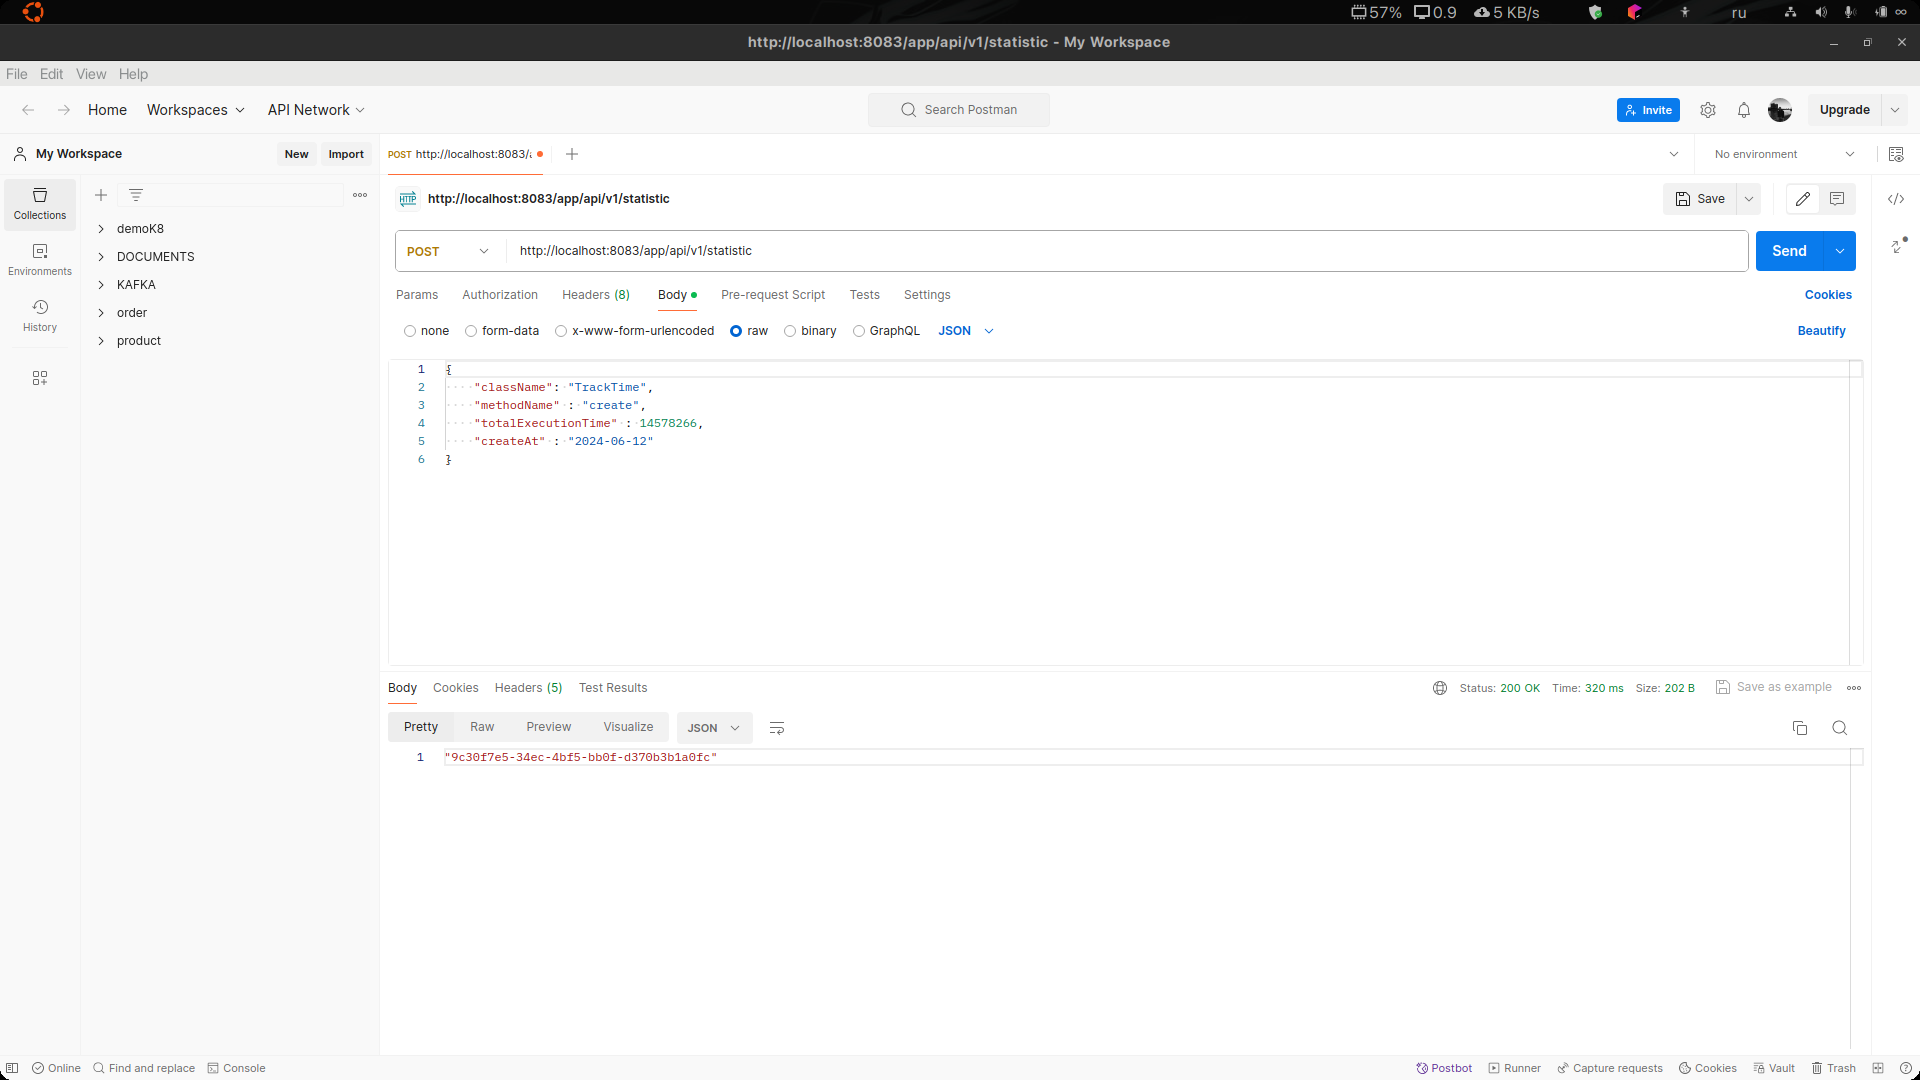 57% 0.9 5 KB/s ru
http://localhost:8083/app/api/v1/statistic - My Workspace
File Edit View Help
Home Workspaces API Network Search Postman Invite Upgrade
My Workspace New Import POST http://localhost:8083/a No environment
Collections
Environments
History
demoK8
DOCUMENTS
KAFKA
order
product
HTTP http://localhost:8083/app/api/v1/statistic Save
POST http://localhost:8083/app/api/v1/statistic Send
Params Authorization Headers (8) Body Pre-request Script Tests Settings Cookies
none form-data x-www-form-urlencoded raw binary GraphQL JSON Beautify
1 {
2 "className": "TrackTime",
3 "methodName" : "create",
4 "totalExecutionTime" : 14578266,
5 "createAt" : "2024-06-12"
6 }
Body Cookies Headers (5) Test Results Status: 200 OK Time: 320 ms Size: 202 B Save as example
Pretty Raw Preview Visualize JSON
1 "9c30f7e5-34ec-4bf5-bb0f-d370b3b1a0fc"
Online Find and replace Console Postbot Runner Capture requests Cookies Vault Trash